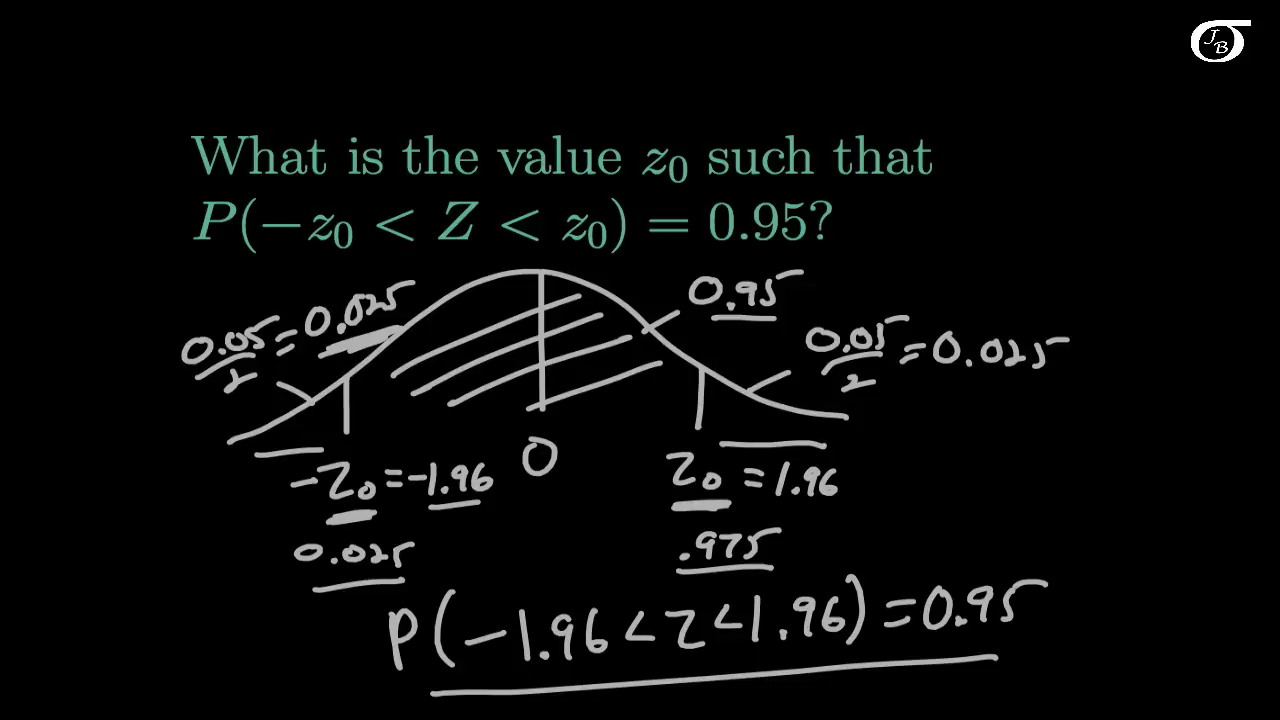 JB
What is the value z₀ such that
P(−z₀ < Z < z₀) = 0.95?
0.05/2 = 0.025
0.95
0.05/2 = 0.025
−Z₀ = −1.96
0
Z₀ = 1.96
0.025
.975
P(−1.96 < Z < 1.96) = 0.95